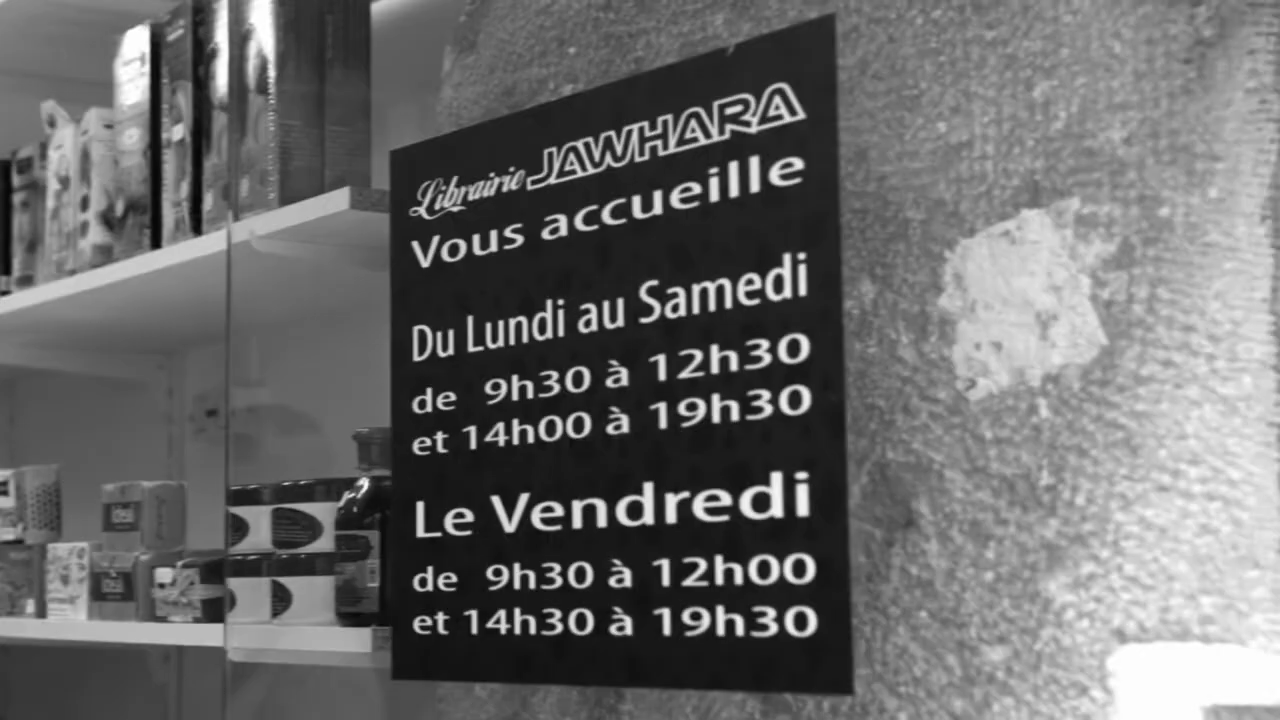 Librairie JAWHARA
Vous accueille
Du Lundi au Samedi
de 9h30 à 12h30
et 14h00 à 19h30
Le Vendredi
de 9h30 à 12h00
et 14h30 à 19h30